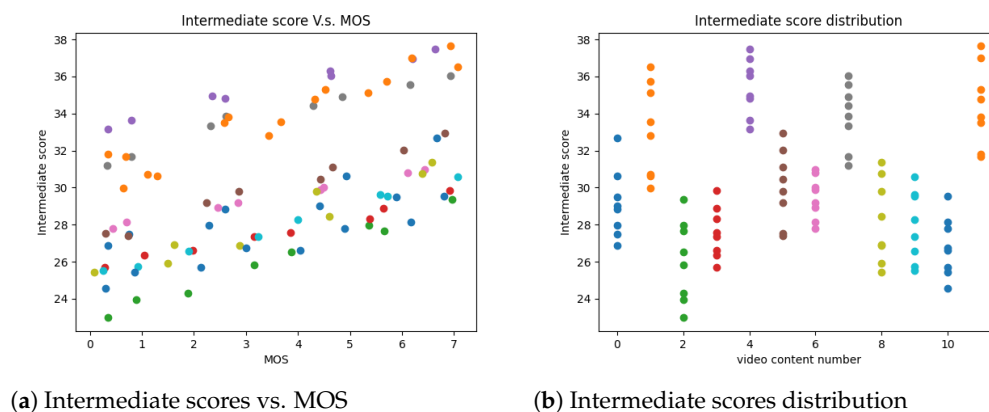 Intermediate score V.s. MOS
Intermediate score
38
36
34
32
30
28
26
24
0 1 2 3 4 5 6 7
MOS
(a) Intermediate scores vs. MOS
Intermediate score distribution
Intermediate score
38
36
34
32
30
28
26
24
0 2 4 6 8 10
video content number
(b) Intermediate scores distribution